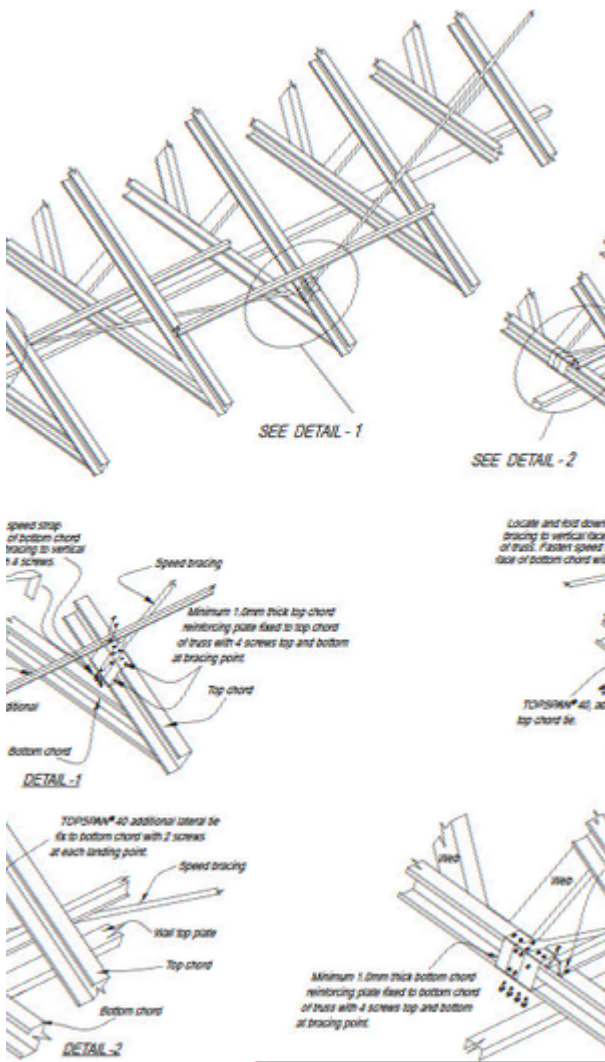 SEE DETAIL - 1
SEE DETAIL - 2
speed strap
of bottom chord
bracing to vertical
4 screws.
Speed bracing
Minimum 1.0mm thick top chord
reinforcing plate fixed to top chord
of truss with 4 screws top and bottom
at bracing point.
Top chord
Bottom chord
DETAIL -1
Locate and fold down
bracing to vertical face
of truss. Fasten speed
face of bottom chord
TOPSPAN® 40,
top chord tie.
TOPSPAN® 40 additional lateral tie
fix to bottom chord with 2 screws
at each landing point.
Speed bracing
Wall top plate
Top chord
Bottom chord
DETAIL -2
Web
Web
Minimum 1.0mm thick bottom chord
reinforcing plate fixed to bottom chord
of truss with 4 screws top and bottom
at bracing point.